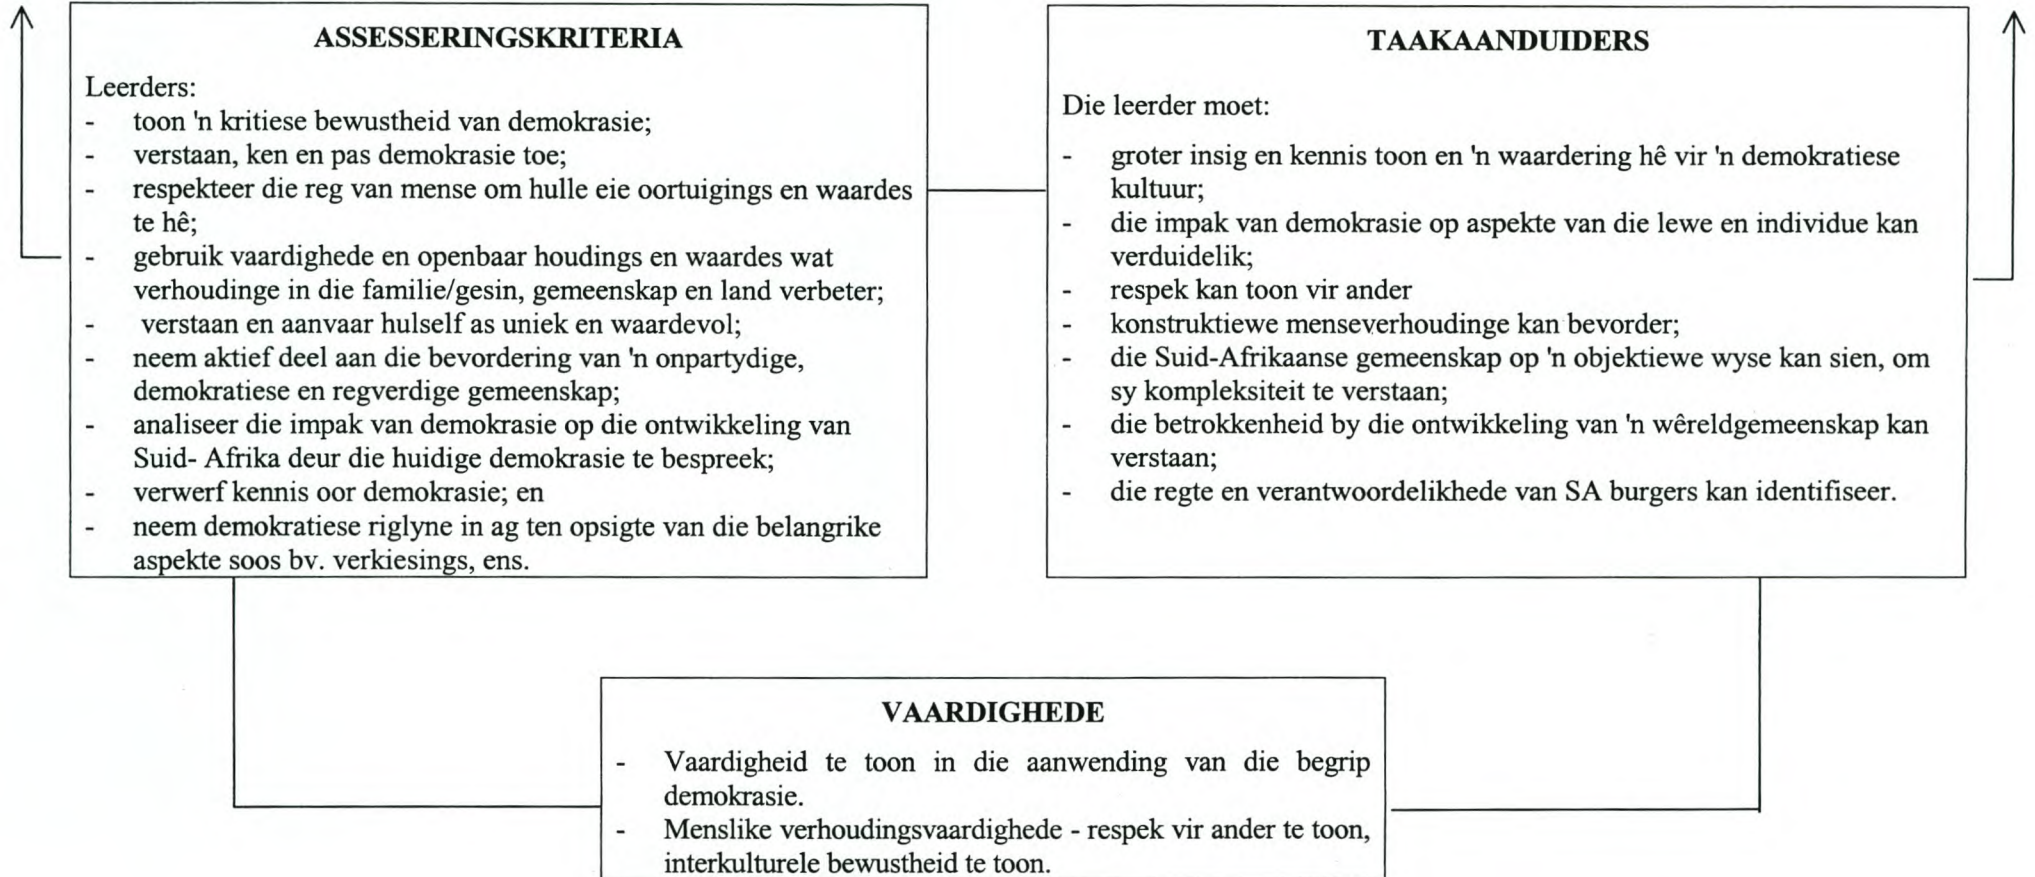 ASSESSERINGSKRITERIA
Leerders:
- toon 'n kritiese bewustheid van demokrasie;
- verstaan, ken en pas demokrasie toe;
- respekteer die reg van mense om hulle eie oortuigings en waardes
te hê;
- gebruik vaardighede en openbaar houdings en waardes wat
verhoudinge in die familie/gesin, gemeenskap en land verbeter;
- verstaan en aanvaar hulself as uniek en waardevol;
- neem aktief deel aan die bevordering van 'n onpartydige,
demokratiese en regverdige gemeenskap;
- analiseer die impak van demokrasie op die ontwikkeling van
Suid- Afrika deur die huidige demokrasie te bespreek;
- verwerf kennis oor demokrasie; en
- neem demokratiese riglyne in ag ten opsigte van die belangrike
aspekte soos bv. verkiesings, ens.
TAAKAANDUIDERS
Die leerder moet:
- groter insig en kennis toon en 'n waardering hê vir 'n demokratiese
kultuur;
- die impak van demokrasie op aspekte van die lewe en individue kan
verduidelik;
- respek kan toon vir ander
- konstruktiewe menseverhoudinge kan bevorder;
- die Suid-Afrikaanse gemeenskap op 'n objektiewe wyse kan sien, om
sy kompleksiteit te verstaan;
- die betrokkenheid by die ontwikkeling van 'n wêreldgemeenskap kan
verstaan;
- die regte en verantwoordelikhede van SA burgers kan identifiseer.
VAARDIGHEDE
- Vaardigheid te toon in die aanwending van die begrip
demokrasie.
- Menslike verhoudingsvaardighede - respek vir ander te toon,
interkulturele bewustheid te toon.